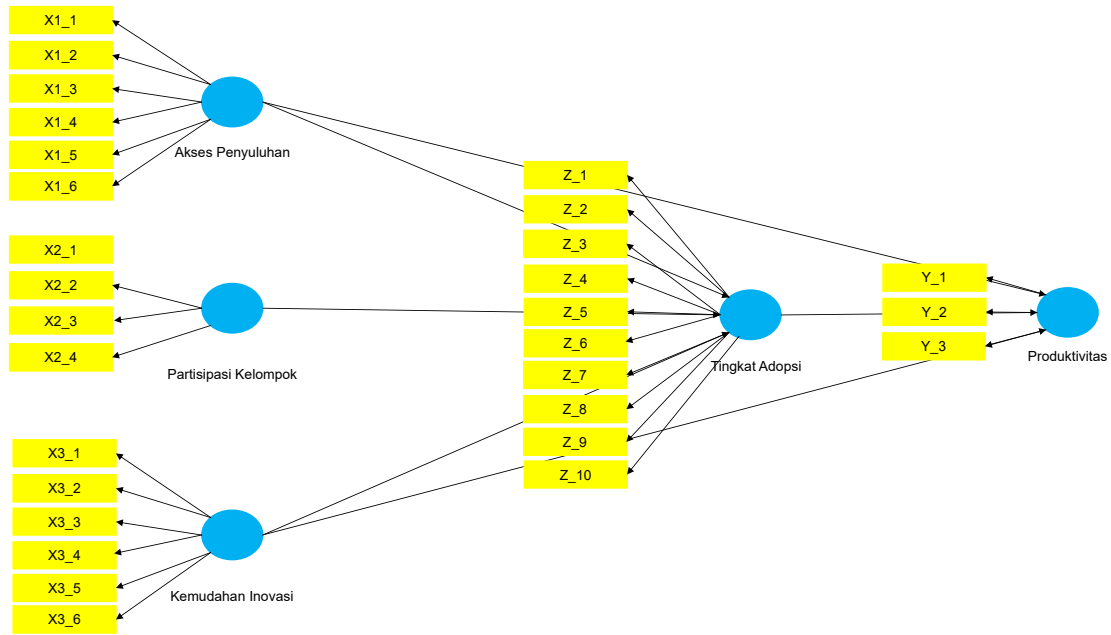 X1_1
X1_2
X1_3
X1_4
X1_5
X1_6
Akses Penyuluhan
X2_1
X2_2
X2_3
X2_4
Partisipasi Kelompok
X3_1
X3_2
X3_3
X3_4
X3_5
X3_6
Kemudahan Inovasi
Z_1
Z_2
Z_3
Z_4
Z_5
Z_6
Z_7
Z_8
Z_9
Z_10
Tingkat Adopsi
Y_1
Y_2
Y_3
Produktivitas